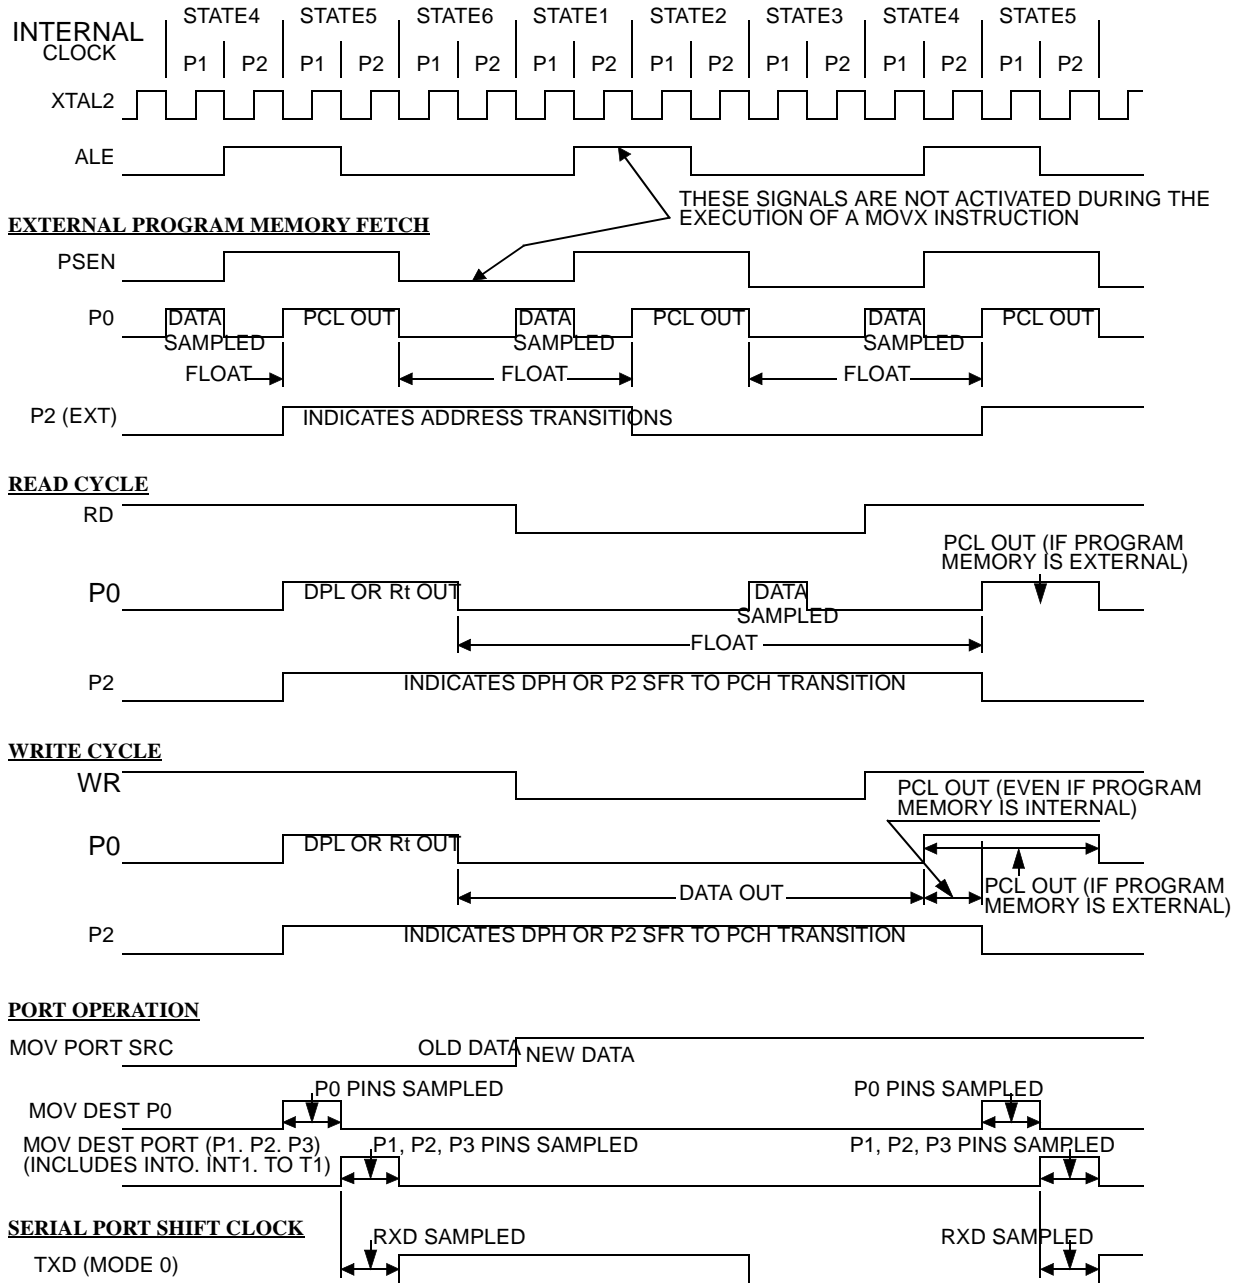 STATE4 STATE5 STATE6 STATE1 STATE2 STATE3 STATE4 STATE5
INTERNAL
CLOCK
P1 P2 P1 P2 P1 P2 P1 P2 P1 P2 P1 P2 P1 P2 P1 P2
XTAL2
ALE
THESE SIGNALS ARE NOT ACTIVATED DURING THE
EXECUTION OF A MOVX INSTRUCTION
EXTERNAL PROGRAM MEMORY FETCH
PSEN
P0 DATA PCL OUT DATA PCL OUT DATA PCL OUT
SAMPLED SAMPLED SAMPLED
FLOAT FLOAT FLOAT
P2 (EXT) INDICATES ADDRESS TRANSITIONS
READ CYCLE
RD
PCL OUT (IF PROGRAM
MEMORY IS EXTERNAL)
P0 DPL OR Rt OUT DATA
SAMPLED
FLOAT
P2 INDICATES DPH OR P2 SFR TO PCH TRANSITION
WRITE CYCLE
WR
PCL OUT (EVEN IF PROGRAM
MEMORY IS INTERNAL)
P0 DPL OR Rt OUT
DATA OUT
PCL OUT (IF PROGRAM
MEMORY IS EXTERNAL)
P2 INDICATES DPH OR P2 SFR TO PCH TRANSITION
PORT OPERATION
MOV PORT SRC OLD DATA NEW DATA
P0 PINS SAMPLED P0 PINS SAMPLED
MOV DEST P0
MOV DEST PORT (P1. P2. P3) P1, P2, P3 PINS SAMPLED P1, P2, P3 PINS SAMPLED
(INCLUDES INTO. INT1. TO T1)
SERIAL PORT SHIFT CLOCK
RXD SAMPLED RXD SAMPLED
TXD (MODE 0)